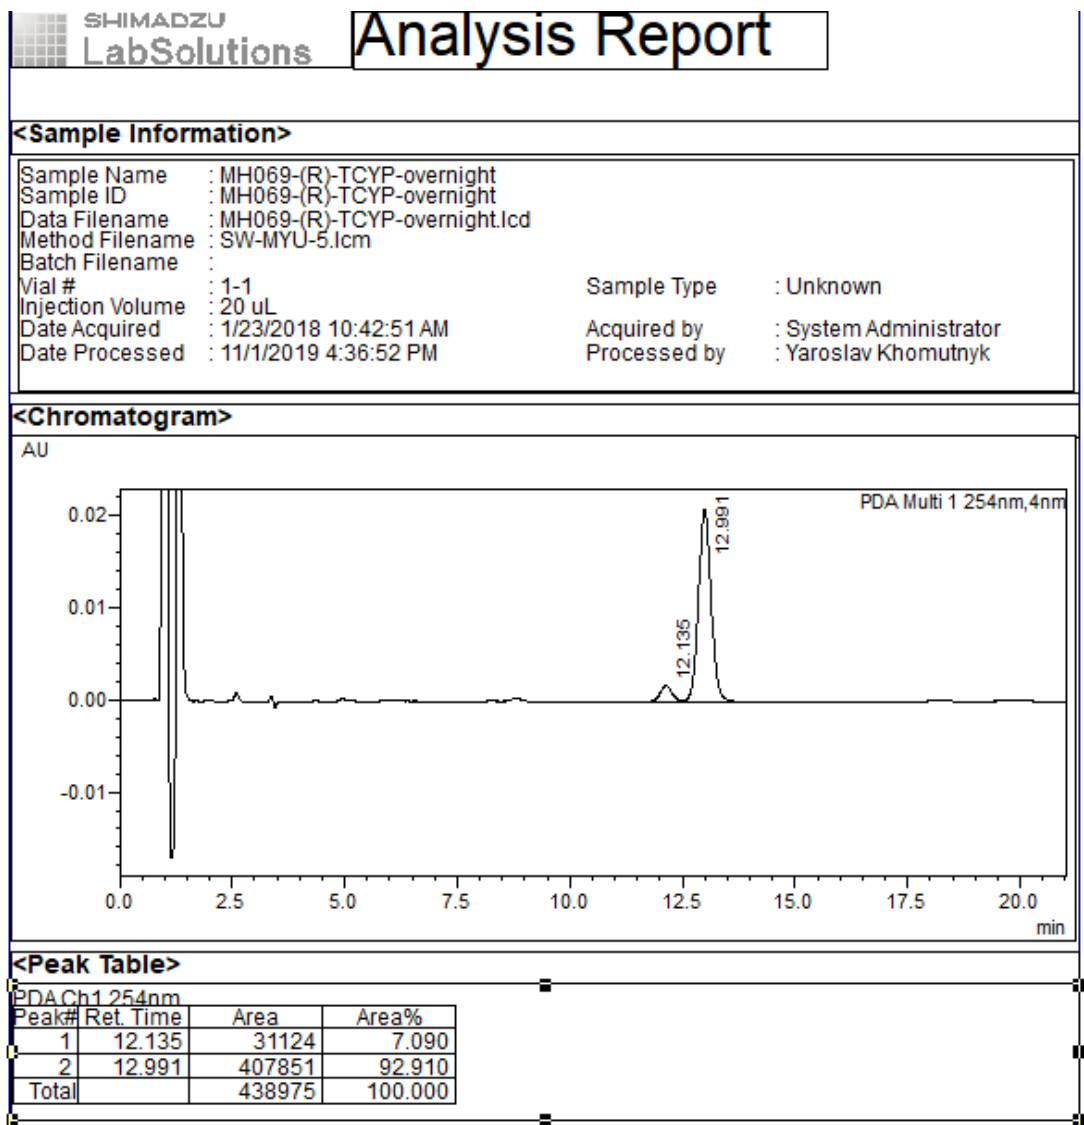 SHIMADZU
LabSolutions
Analysis Report
<Sample Information>
Sample Name : MH069-(R)-TCYP-overnight
Sample ID : MH069-(R)-TCYP-overnight
Data Filename : MH069-(R)-TCYP-overnight.lcd
Method Filename : SW-MYU-5.lcm
Batch Filename :
Vial # : 1-1 Sample Type : Unknown
Injection Volume : 20 uL
Date Acquired : 1/23/2018 10:42:51 AM Acquired by : System Administrator
Date Processed : 11/1/2019 4:36:52 PM Processed by : Yaroslav Khomutnyk
<Chromatogram>
AU
PDA Multi 1 254nm,4nm
0.02
0.01
0.00
-0.01
12.135
12.991
0.0 2.5 5.0 7.5 10.0 12.5 15.0 17.5 20.0
min
<Peak Table>
PDA Ch1 254nm
Peak# Ret. Time Area Area%
1 12.135 31124 7.090
2 12.991 407851 92.910
Total 438975 100.000